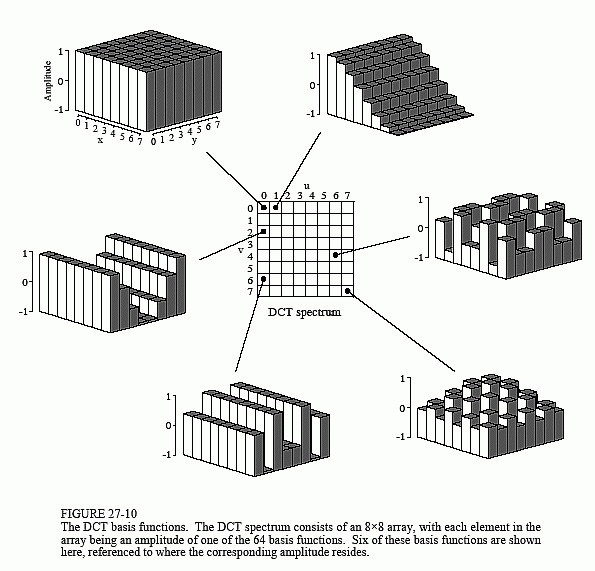 1
0
-1
Amplitude
0 1 2 3 4 5 6 7
x
0 1 2 3 4 5 6 7
y
1
0
-1
u
0 1 2 3 4 5 6 7
0
1
2
3
4
5
6
7
v
DCT spectrum
1
0
-1
1
0
-1
1
0
-1
1
0
-1
FIGURE 27-10
The DCT basis functions. The DCT spectrum consists of an 8×8 array, with each element in the
array being an amplitude of one of the 64 basis functions. Six of these basis functions are shown
here, referenced to where the corresponding amplitude resides.